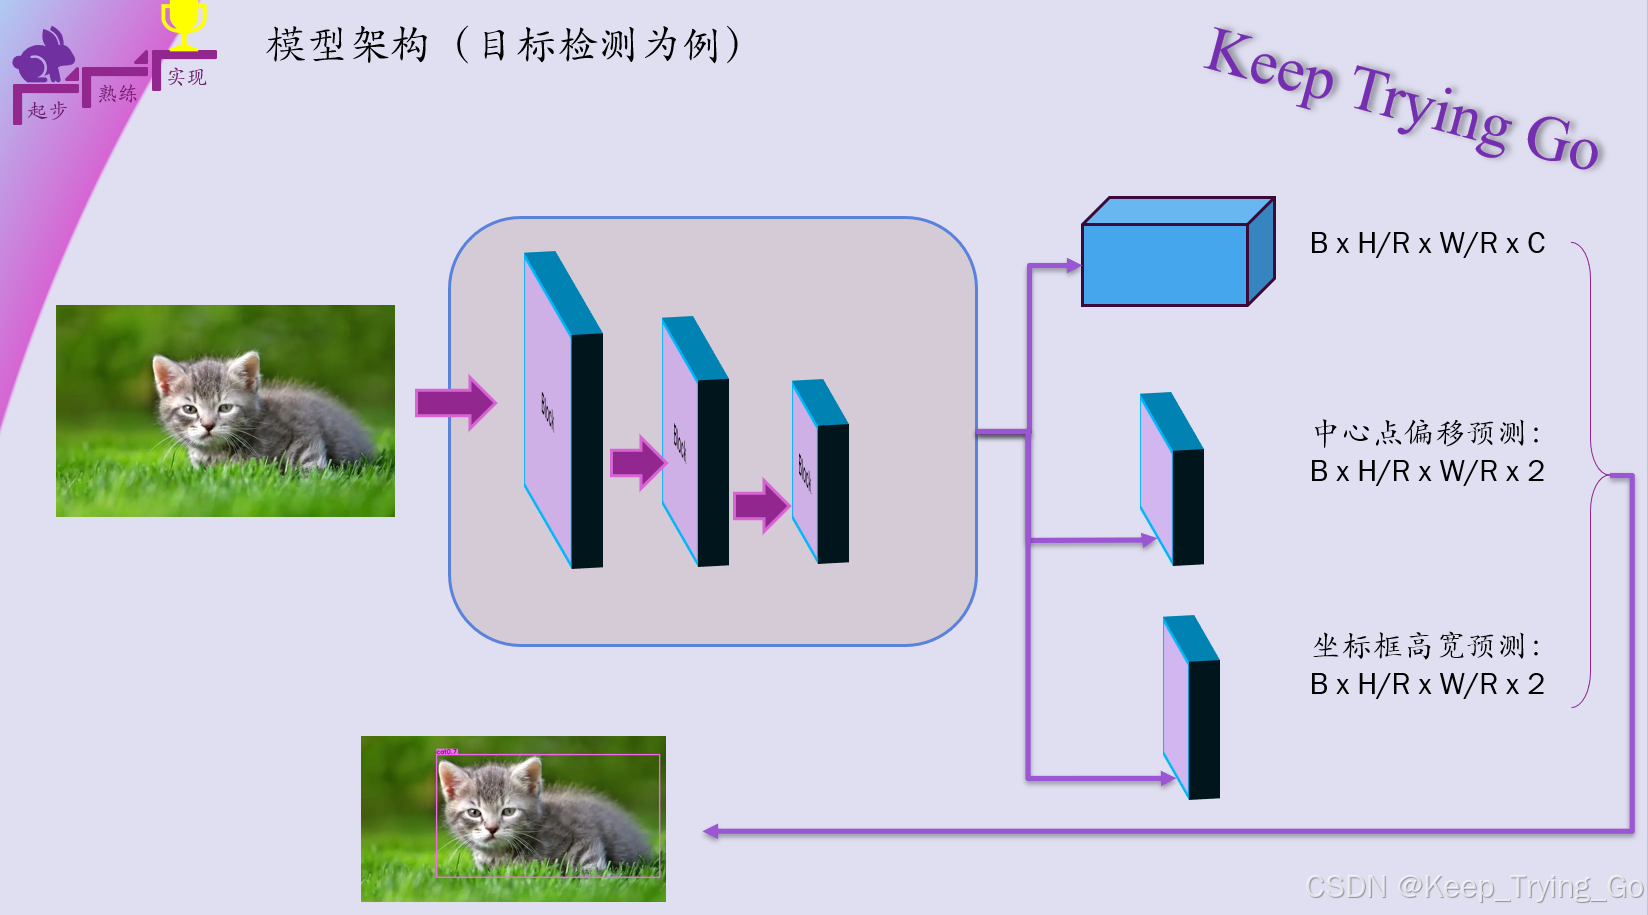 模型架构（目标检测为例）
Keep Trying Go
实现
熟练
起步
B x H/R x W/R x C
Block
Block
Block
中心点偏移预测：
B x H/R x W/R x 2
坐标框高宽预测：
B x H/R x W/R x 2
cat0.7
CSDN @Keep_Trying_Go